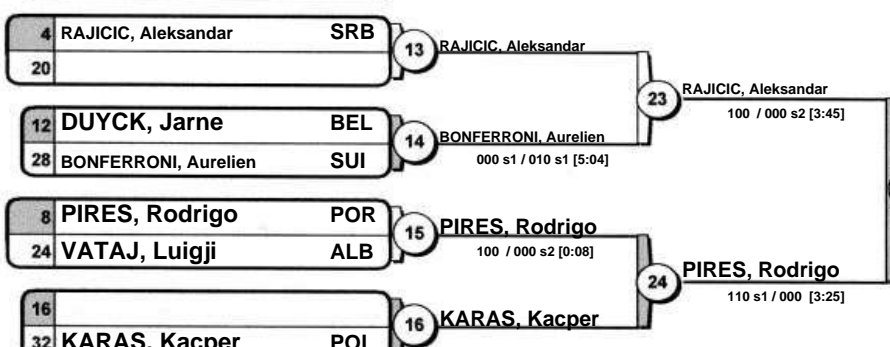 4 RAJICIC, Aleksandar SRB
20
13
RAJICIC, Aleksandar
23
RAJICIC, Aleksandar
100 / 000 s2 [3:45]
12 DUYCK, Jarne BEL
28 BONFERRONI, Aurelien SUI
14
BONFERRONI, Aurelien
000 s1 / 010 s1 [5:04]
8 PIRES, Rodrigo POR
24 VATAJ, Luigji ALB
15
PIRES, Rodrigo
100 / 000 s2 [0:08]
24
PIRES, Rodrigo
110 s1 / 000 [3:25]
16
32 KARAS, Kacper POL
16
KARAS, Kacper